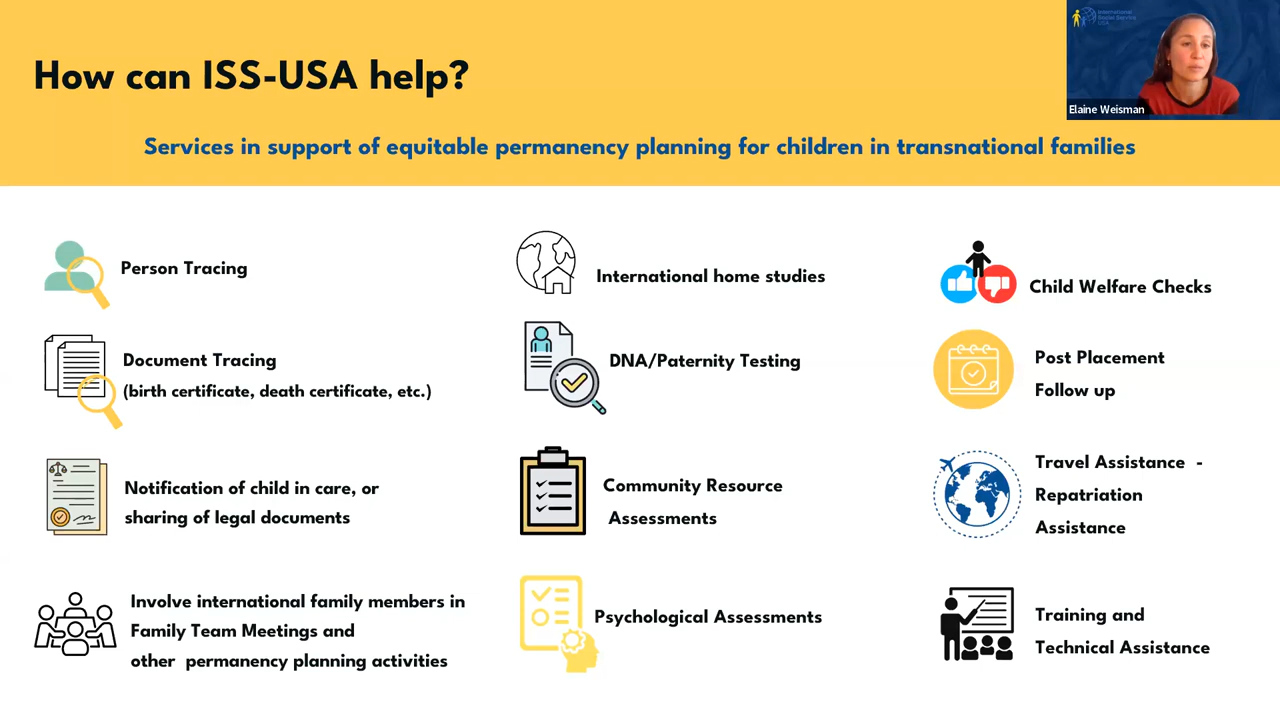 How can ISS-USA help?
International
Social Service
USA
Elaine Weisman
Services in support of equitable permanency planning for children in transnational families
Person Tracing
Document Tracing
(birth certificate, death certificate, etc.)
Notification of child in care, or
sharing of legal documents
Involve international family members in
Family Team Meetings and
other permanency planning activities
International home studies
DNA/Paternity Testing
Community Resource
Assessments
Psychological Assessments
Child Welfare Checks
Post Placement
Follow up
Travel Assistance -
Repatriation
Assistance
Training and
Technical Assistance